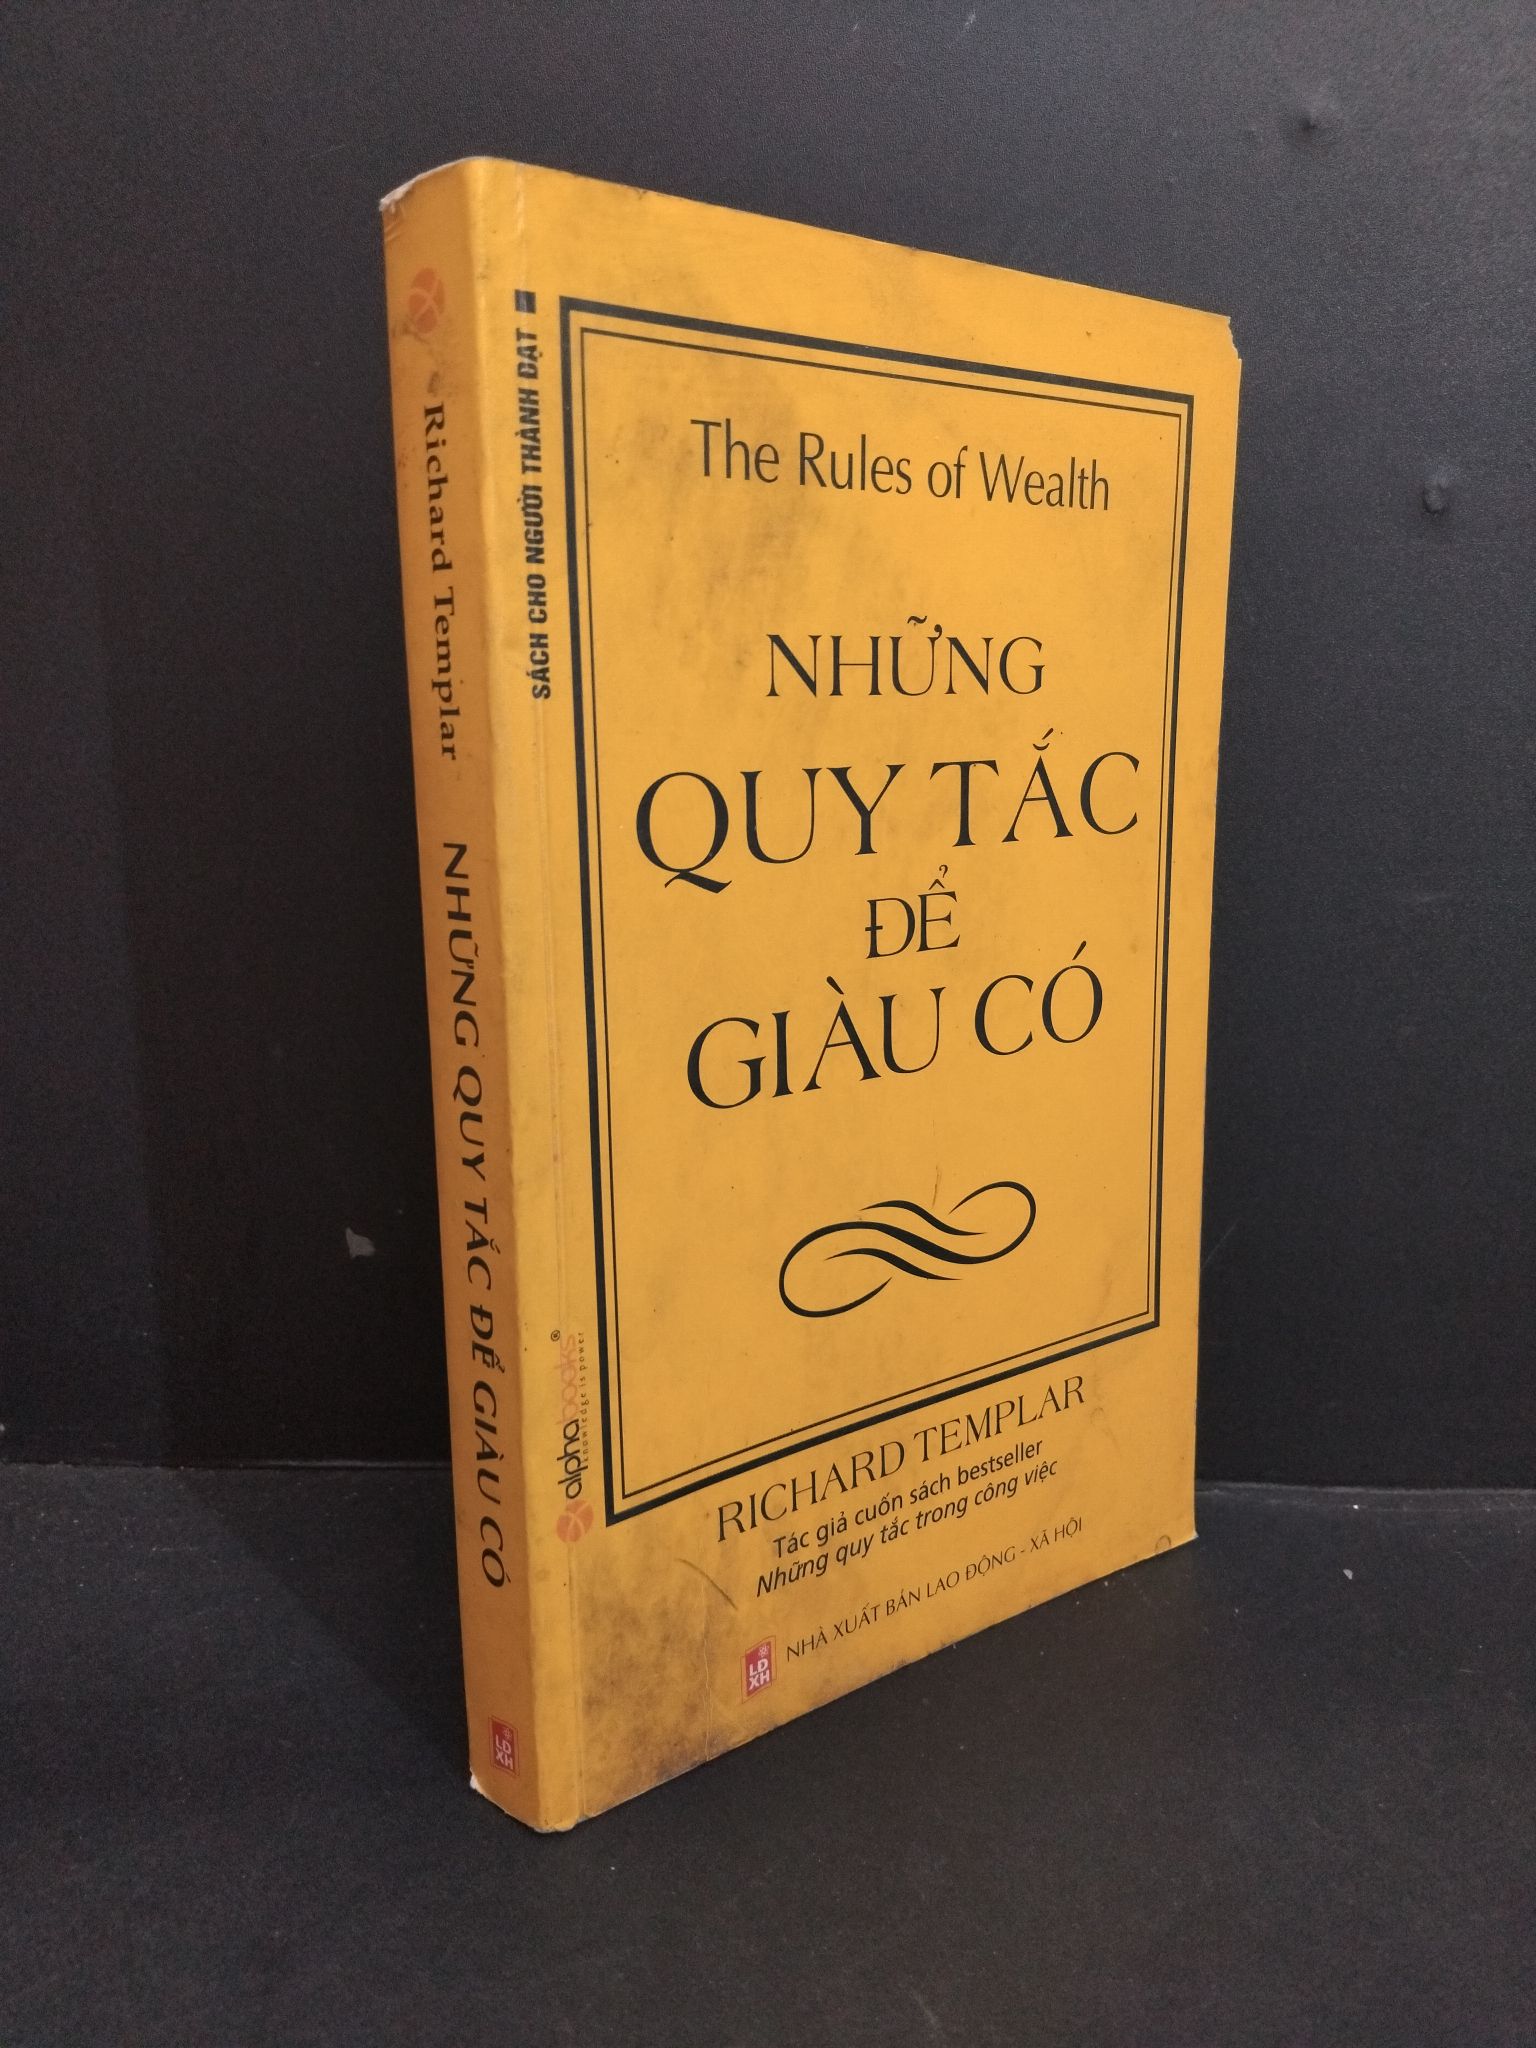 Richard Templar
NHỮNG QUY TẮC ĐỂ GIÀU CÓ
LD
XH
SÁCH CHO NGƯỜI THÀNH ĐẠT
The Rules of Wealth
NHỮNG
QUY TẮC
ĐỂ
GIÀU CÓ
alphabooks®
knowledge is power
RICHARD TEMPLAR
Tác giả cuốn sách bestseller
Những quy tắc trong công việc
LD
XH
NHÀ XUẤT BẢN LAO ĐỘNG - XÃ HỘI